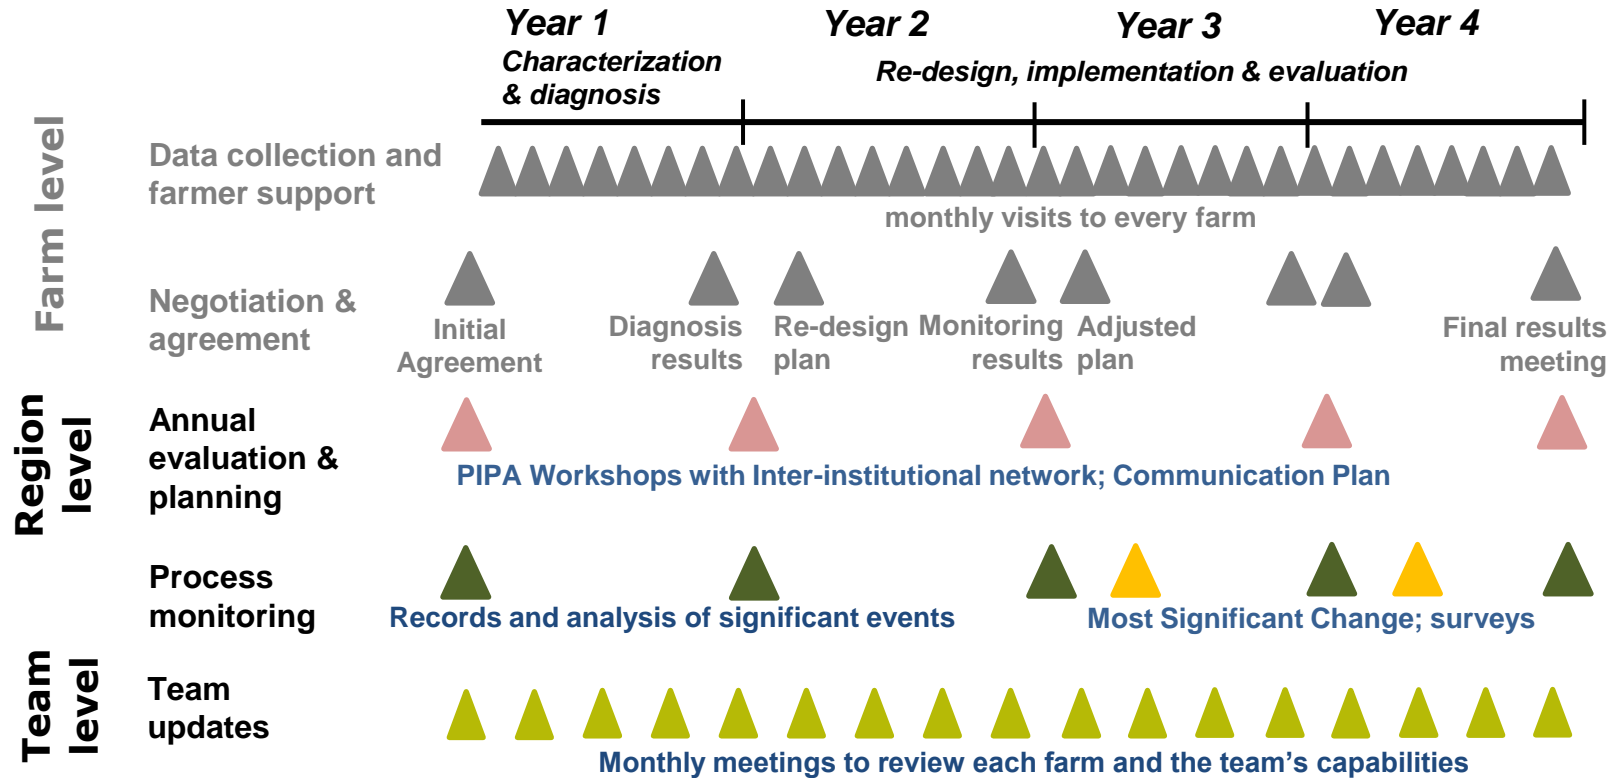 Year 1
Year 2
Year 3
Year 4
Characterization
& diagnosis
Re-design, implementation & evaluation
Farm level
Data collection and
farmer support
monthly visits to every farm
Negotiation &
agreement
Initial
Agreement
Diagnosis
results
Re-design
plan
Monitoring
results
Adjusted
plan
Final results
meeting
Region
level
Annual
evaluation &
planning
PIPA Workshops with Inter-institutional network; Communication Plan
Process
monitoring
Records and analysis of significant events
Most Significant Change; surveys
Team
level
Team
updates
Monthly meetings to review each farm and the team’s capabilities